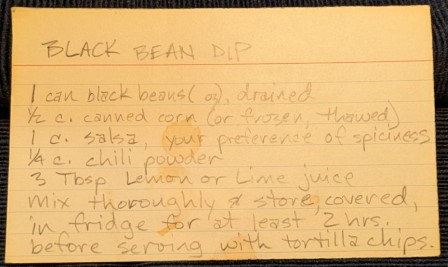 BLACK BEAN DIP
1 can black beans( oz), drained
½ c. canned corn (or frozen, thawed)
1 c. salsa, your preference of spiciness
¼ c. chili powder
3 Tbsp Lemon or Lime juice
mix thoroughly & store, covered,
in fridge for at least 2 hrs.
before serving with tortilla chips.